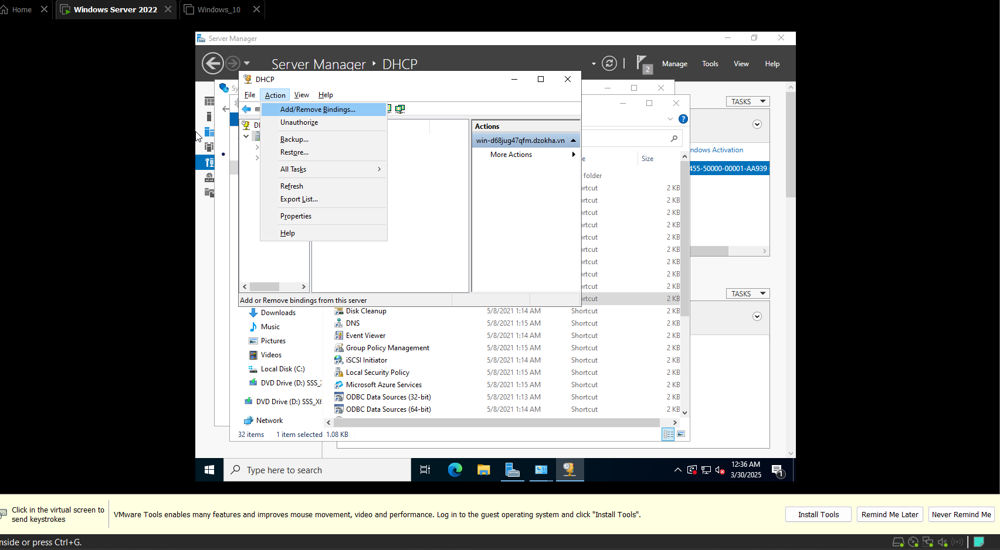 Home
Windows Server 2022
Windows_10
Server Manager
Server Manager DHCP
2
Manage
Tools
View
Help
DHCP
Sy
File
Action
View
Help
Add/Remove Bindings...
Unauthorize
Backup...
Restore...
All Tasks
Refresh
Export List...
Properties
Help
Actions
win-d68jug47qfm.dzokha.vn
More Actions
Add or Remove bindings from this server
TASKS
ndows Activation
455-50000-00001-AA939
TASKS
e
Size
folder
ortcut 2 KB
ortcut 2 KB
ortcut 2 KB
ortcut 2 KB
ortcut 2 KB
ortcut 2 KB
ortcut 2 KB
ortcut 2 KB
ortcut 2 KB
ortcut 2 KB
Disk Cleanup 5/8/2021 1:14 AM Shortcut 2 KB
DNS 5/8/2021 1:15 AM Shortcut 2 KB
Event Viewer 5/8/2021 1:14 AM Shortcut 2 KB
Group Policy Management 5/8/2021 1:15 AM Shortcut 2 KB
iSCSI Initiator 5/8/2021 1:14 AM Shortcut 2 KB
Local Security Policy 5/8/2021 1:15 AM Shortcut 2 KB
Microsoft Azure Services 5/8/2021 1:15 AM Shortcut 2 KB
ODBC Data Sources (32-bit) 5/8/2021 1:13 AM Shortcut 2 KB
ODBC Data Sources (64-bit) 5/8/2021 1:14 AM Shortcut 2 KB
Downloads
Music
Pictures
Videos
Local Disk (C:)
DVD Drive (D:) SSS_
DVD Drive (D:) SSS_X6
Network
32 items 1 item selected 1.08 KB
Type here to search
12:36 AM
3/30/2025
1
Click in the virtual screen to
send keystrokes
VMware Tools enables many features and improves mouse movement, video and performance. Log in to the guest operating system and click "Install Tools".
Install Tools
Remind Me Later
Never Remind Me
nside or press Ctrl+G.